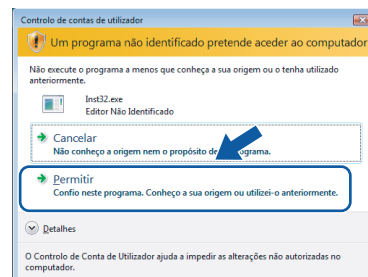 Controlo de contas de utilizador
Um programa não identificado pretende aceder ao computador
Não execute o programa a menos que conheça a sua origem ou o tenha utilizado
anteriormente.
Inst32.exe
Editor Não Identificado
Cancelar
Não conheço a origem nem o propósito de programa.
Permitir
Confio neste programa. Conheço a sua origem ou utilizei-o anteriormente.
Detalhes
O Controlo de Conta de Utilizador ajuda a impedir as alterações não autorizadas no
computador.